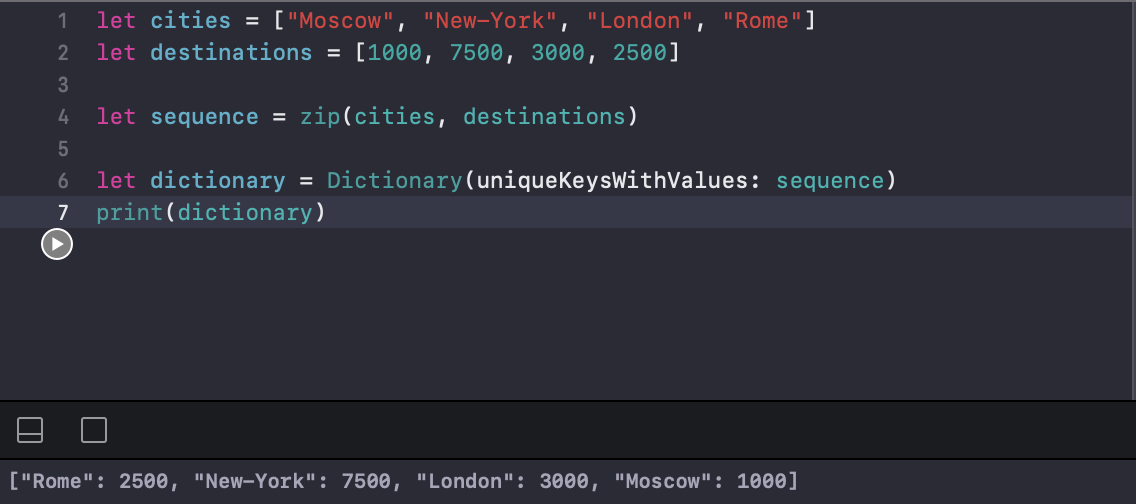 1 let cities = ["Moscow", "New-York", "London", "Rome"]
2 let destinations = [1000, 7500, 3000, 2500]
3
4 let sequence = zip(cities, destinations)
5
6 let dictionary = Dictionary(uniqueKeysWithValues: sequence)
7 print(dictionary)
["Rome": 2500, "New-York": 7500, "London": 3000, "Moscow": 1000]